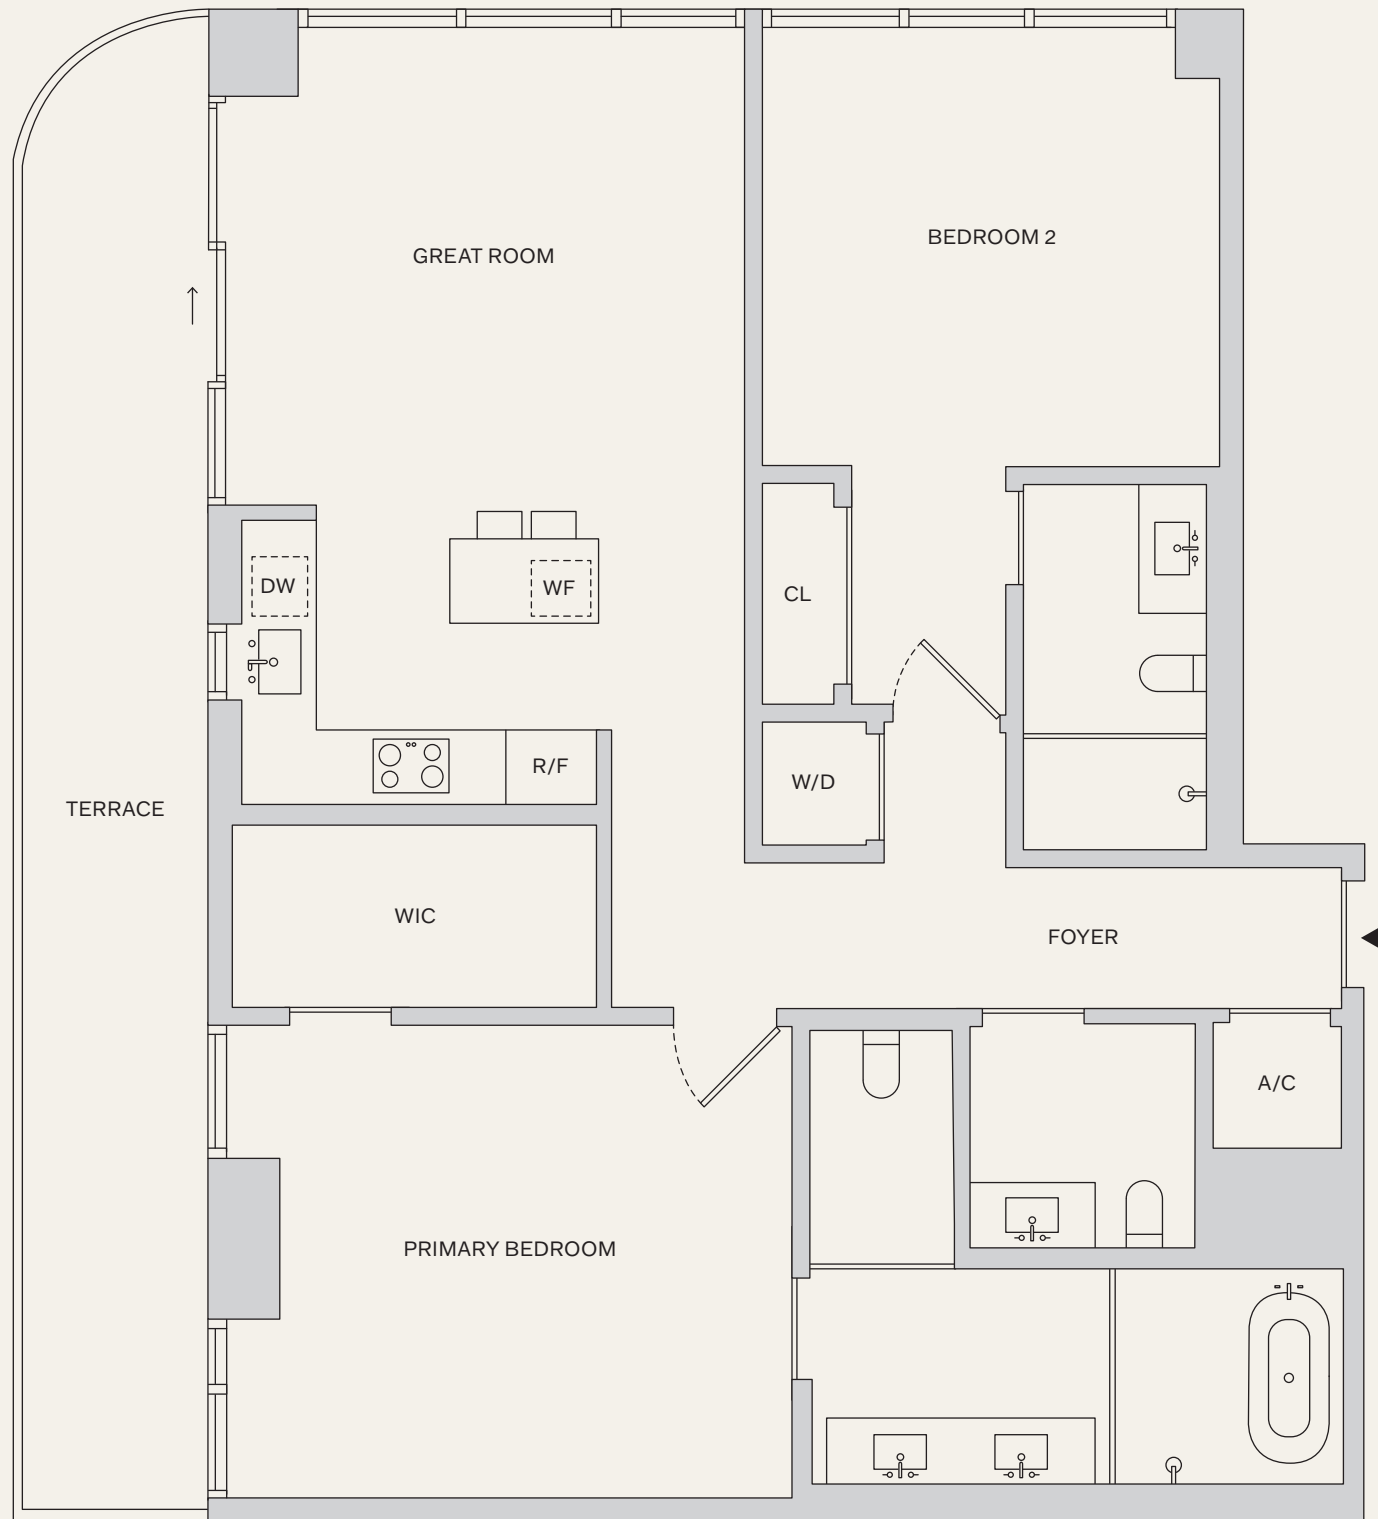 BEDROOM 2
GREAT ROOM
DW
WF
CL
R/F
W/D
TERRACE
WIC
FOYER
A/C
PRIMARY BEDROOM